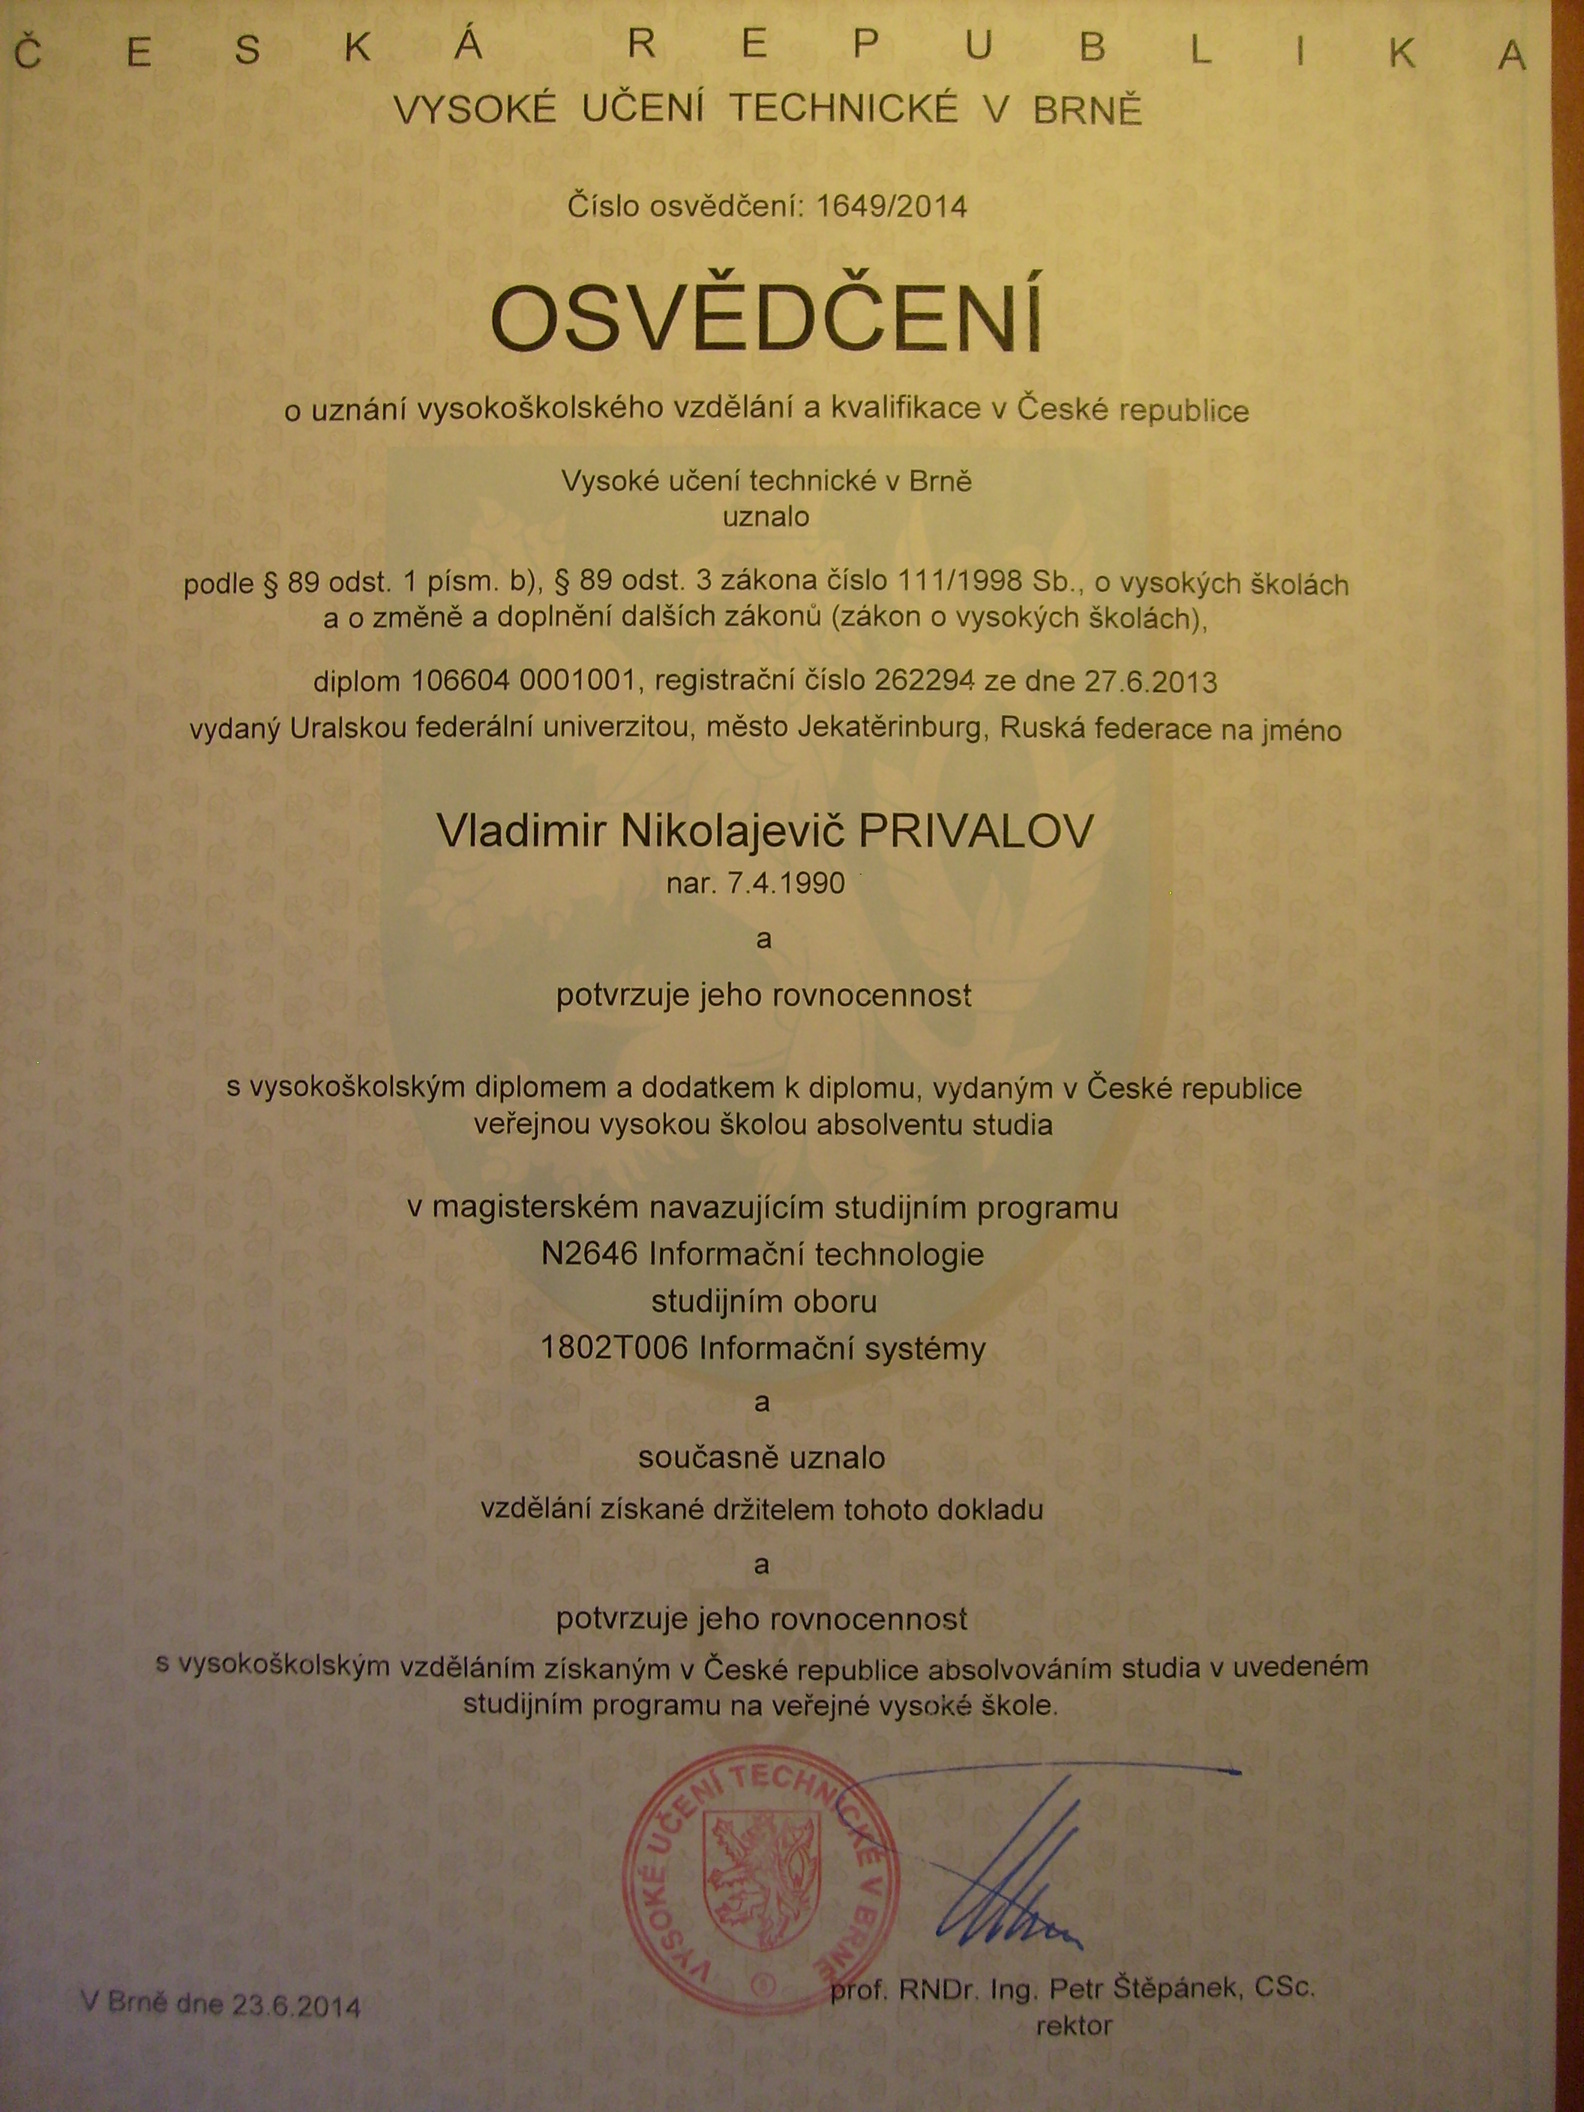 ČESKÁ REPUBLIKA
VYSOKÉ UČENÍ TECHNICKÉ V BRNĚ
Číslo osvědčení: 1649/2014
OSVĚDČENÍ
o uznání vysokoškolského vzdělání a kvalifikace v České republice
Vysoké učení technické v Brně
uznalo
podle § 89 odst. 1 písm. b), § 89 odst. 3 zákona číslo 111/1998 Sb., o vysokých školách
a o změně a doplnění dalších zákonů (zákon o vysokých školách),
diplom 106604 0001001, registrační číslo 262294 ze dne 27.6.2013
vydaný Uralskou federální univerzitou, město Jekatěrinburg, Ruská federace na jméno
Vladimir Nikolajevič PRIVALOV
nar. 7.4.1990
a
potvrzuje jeho rovnocennost
s vysokoškolským diplomem a dodatkem k diplomu, vydaným v České republice
veřejnou vysokou školou absolventu studia
v magisterském navazujícím studijním programu
N2646 Informační technologie
studijním oboru
1802T006 Informační systémy
a
současně uznalo
vzdělání získané držitelem tohoto dokladu
a
potvrzuje jeho rovnocennost
s vysokoškolským vzděláním získaným v České republice absolvováním studia v uvedeném
studijním programu na veřejné vysoké škole.
VYSOKÉ UČENÍ TECHNICKÉ V BRNĚ
V Brně dne 23.6.2014
prof. RNDr. Ing. Petr Štěpánek, CSc.
rektor